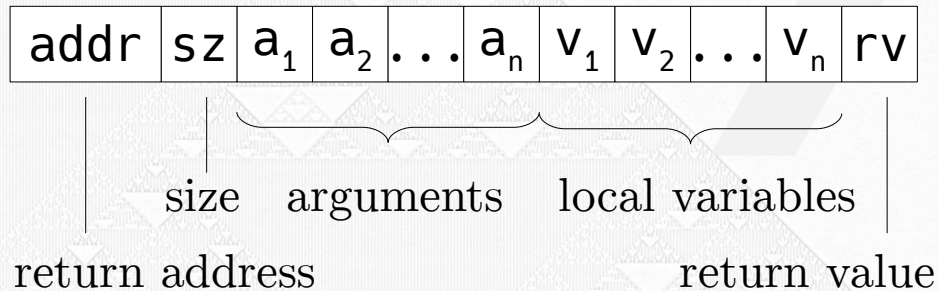 addr sz a₁ a₂ ... aₙ v₁ v₂ ... vₙ rv
size arguments local variables
return address return value